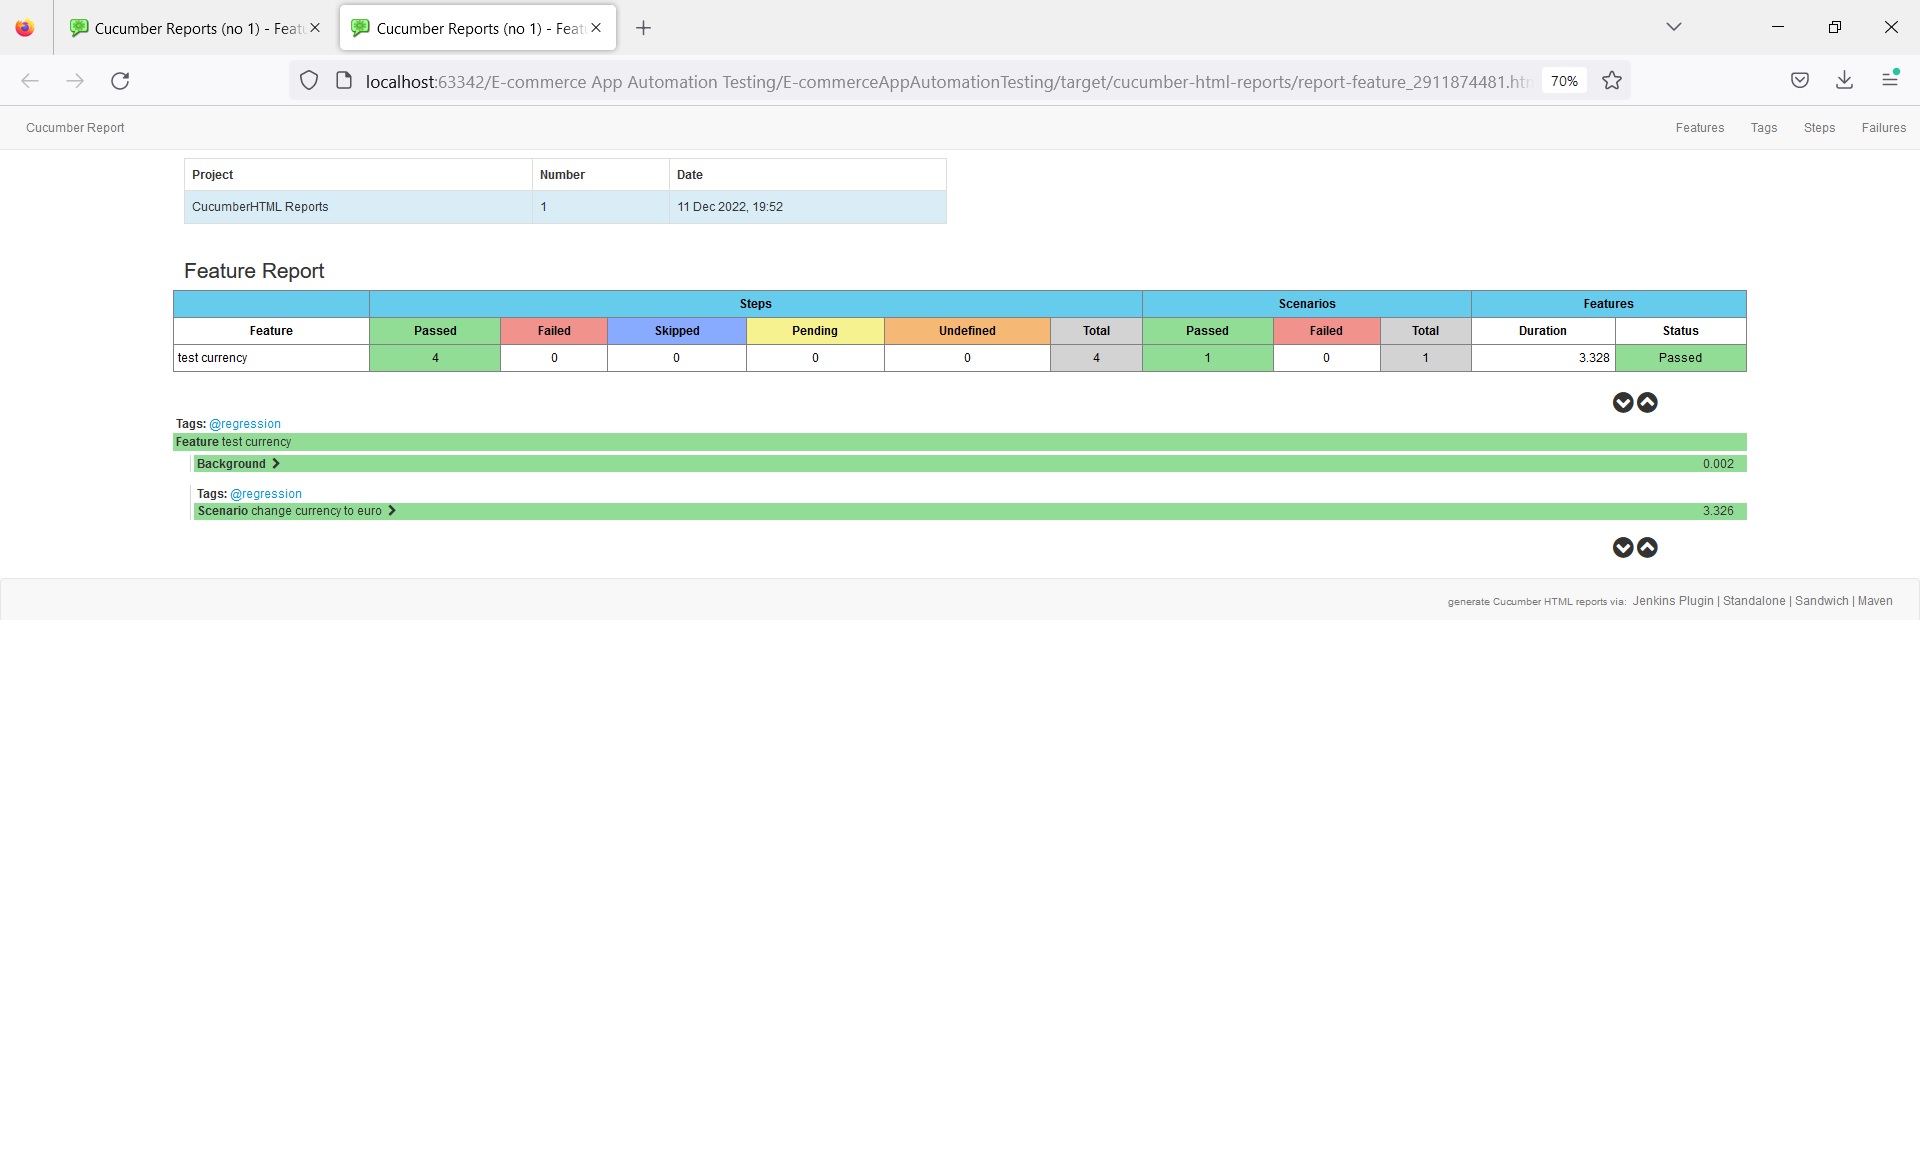 Cucumber Reports (no 1) - Featu
Cucumber Reports (no 1) - Feat
localhost:63342/E-commerce App Automation Testing/E-commerceAppAutomationTesting/target/cucumber-html-reports/report-feature_2911874481.htm
70%
Cucumber Report
Features Tags Steps Failures
Project Number Date
CucumberHTML Reports 1 11 Dec 2022, 19:52
Feature Report
Steps Scenarios Features
Feature Passed Failed Skipped Pending Undefined Total Passed Failed Total Duration Status
test currency 4 0 0 0 0 4 1 0 1 3.328 Passed
Tags: @regression
Feature test currency
Background 0.002
Tags: @regression
Scenario change currency to euro 3.326
generate Cucumber HTML reports via: Jenkins Plugin | Standalone | Sandwich | Maven